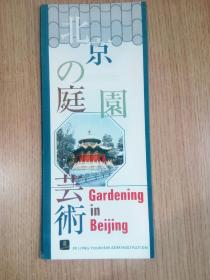 北京の庭園芸術
Gardening
in
Beijing
BEIJING TOURISM ADMINISTRATION